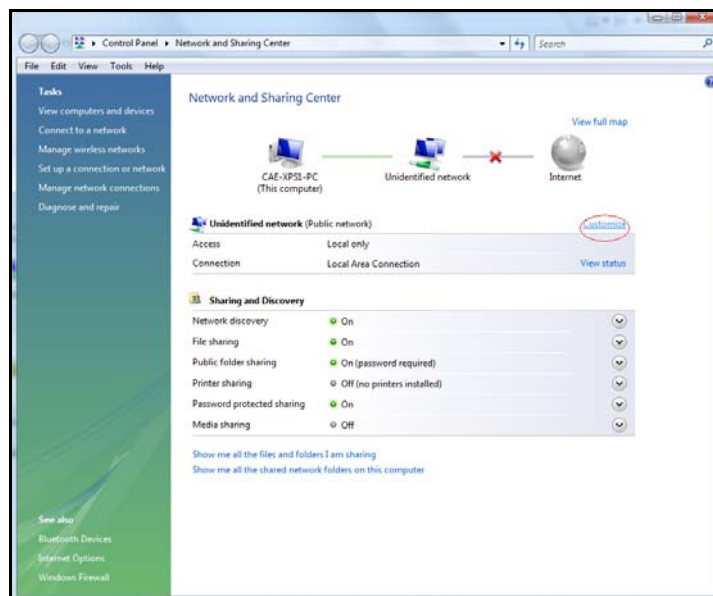 Control Panel ▸ Network and Sharing Center
Search
File Edit View Tools Help
Tasks
View computers and devices
Connect to a network
Manage wireless networks
Set up a connection or network
Manage network connections
Diagnose and repair
See also
Bluetooth Devices
Internet Options
Windows Firewall
Network and Sharing Center
View full map
CAE-XPS1-PC
(This computer)
Unidentified network
Internet
Unidentified network (Public network)
Customize
Access Local only
Connection Local Area Connection View status
Sharing and Discovery
Network discovery On
File sharing On
Public folder sharing On (password required)
Printer sharing Off (no printers installed)
Password protected sharing On
Media sharing Off
Show me all the files and folders I am sharing
Show me all the shared network folders on this computer